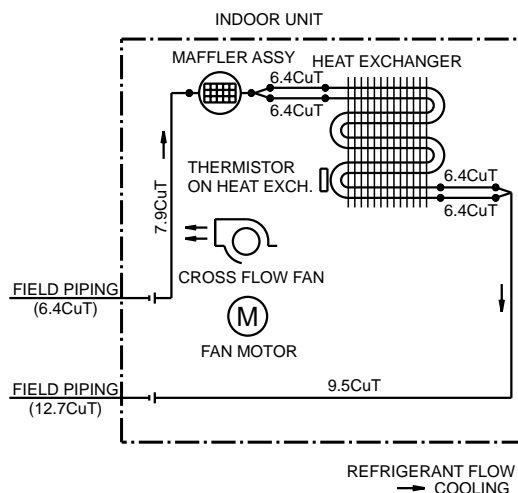 INDOOR UNIT
MAFFLER ASSY
HEAT EXCHANGER
6.4CuT
6.4CuT
THERMISTOR
ON HEAT EXCH.
6.4CuT
6.4CuT
7.9CuT
CROSS FLOW FAN
FIELD PIPING
(6.4CuT)
M
FAN MOTOR
FIELD PIPING
(12.7CuT)
9.5CuT
REFRIGERANT FLOW
COOLING